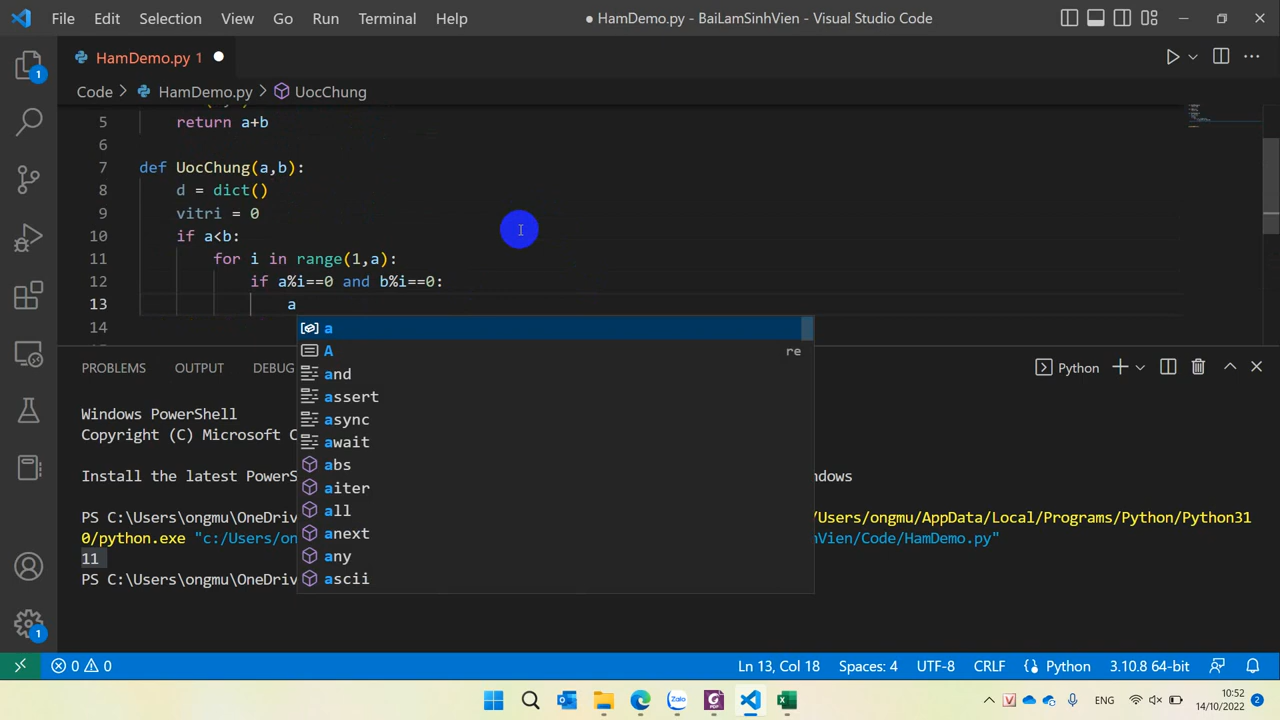 File Edit Selection View Go Run Terminal Help ● HamDemo.py - BaiLamSinhVien - Visual Studio Code
HamDemo.py 1
Code > HamDemo.py > UocChung
5 return a+b
6
7 def UocChung(a,b):
8 d = dict()
9 vitri = 0
10 if a<b:
11 for i in range(1,a):
12 if a%i==0 and b%i==0:
13 a
14
a
A re
and
assert
async
await
abs
aiter
all
anext
any
ascii
PROBLEMS OUTPUT DEBUG Python
Windows PowerShell
Copyright (C) Microsoft C
Install the latest PowerS ndows
PS C:\Users\ongmu\OneDriv /Users/ongmu/AppData/Local/Programs/Python/Python31
0/python.exe "c:/Users/on hVien/Code/HamDemo.py"
11
PS C:\Users\ongmu\OneDriv
1
1
0 0 Ln 13, Col 18 Spaces: 4 UTF-8 CRLF Python 3.10.8 64-bit
Zalo PDF V ENG 10:52
14/10/2022 2